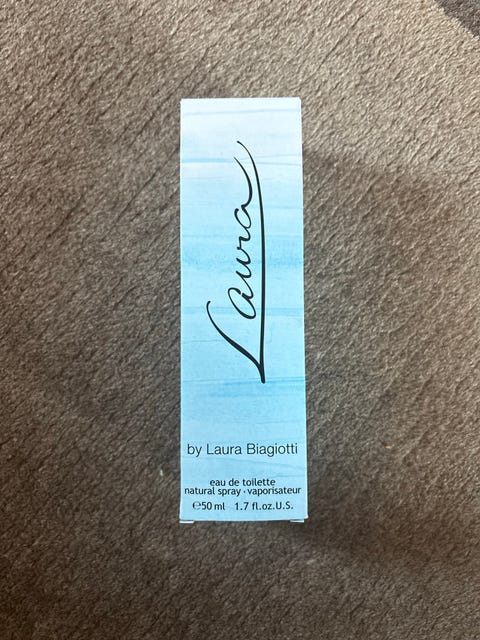 Laura
by Laura Biagiotti
eau de toilette
natural spray · vaporisateur
℮50 ml 1.7 fl.oz.U.S.